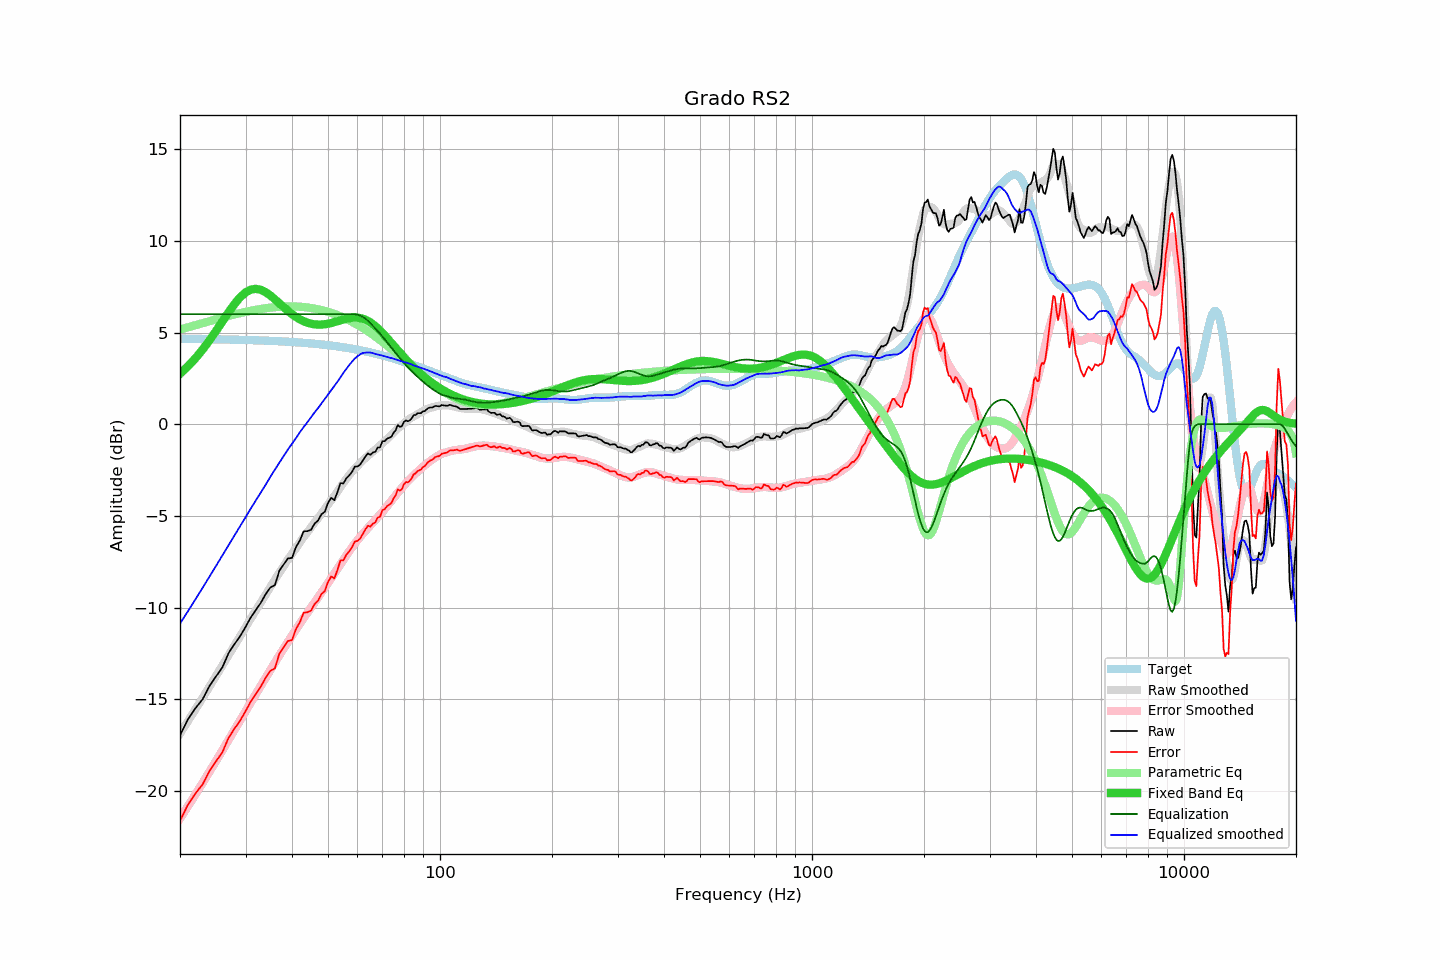 Grado RS2
Amplitude (dBr)
15
10
5
0
−5
−10
−15
−20
100
1000
10000
Frequency (Hz)
Target
Raw Smoothed
Error Smoothed
Raw
Error
Parametric Eq
Fixed Band Eq
Equalization
Equalized smoothed